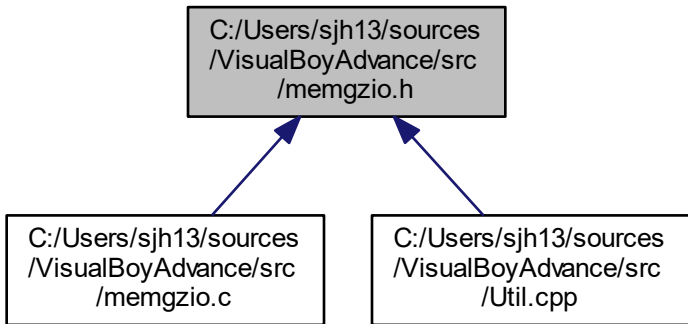 C:/Users/sjh13/sources
/VisualBoyAdvance/src
/memgzio.h
C:/Users/sjh13/sources
/VisualBoyAdvance/src
/memgzio.c
C:/Users/sjh13/sources
/VisualBoyAdvance/src
/Util.cpp